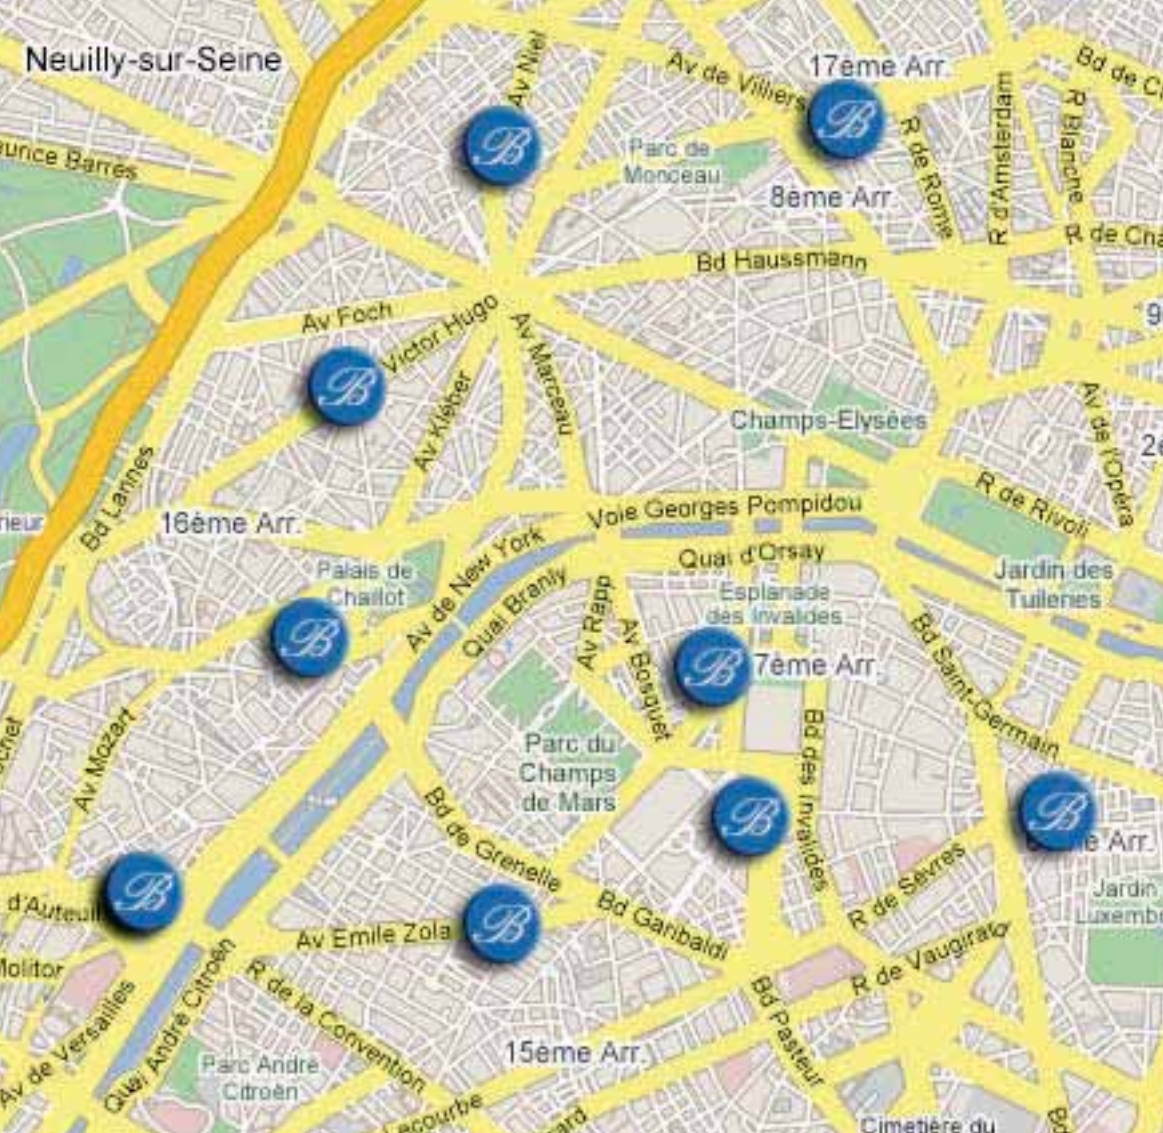 Neuilly-sur-Seine
Av Niel
Av de Villiers
17ème Arr.
Bd de
R d'Amsterdam
R Blanche
R de Rome
Parc de
Monceau
8ème Arr.
Barres
B
B
R de
Bd Haussmann
Av Foch
Victor Hugo
Av Marceau
Av Kléber
B
Champs-Elysées
Av de l'Opéra
Bd Lannes
16ème Arr.
Voie Georges Pompidou
R de Rivoli
Quai d'Orsay
Av de New York
Quai Branly
Palais de
Chaillot
Jardin des
Tuileries
Esplanade
des Invalides
Av Rapp
Av Bosquet
B
B
7ème Arr.
Bd Saint-Germain
Av Mozart
Parc du
Champs
de Mars
Bd des Invalides
Bd de Grenelle
B
B
Arr.
R de Sèvres
Jardin
B
d'Auteuil
Av Emile Zola
B
Bd Garibaldi
R de Vaugirard
Molitor
R de la Convention
Av de Versailles
Quai André Citroën
Bd Pasteur
15ème Arr.
Parc André
Citroën
Cimetière du
Bd